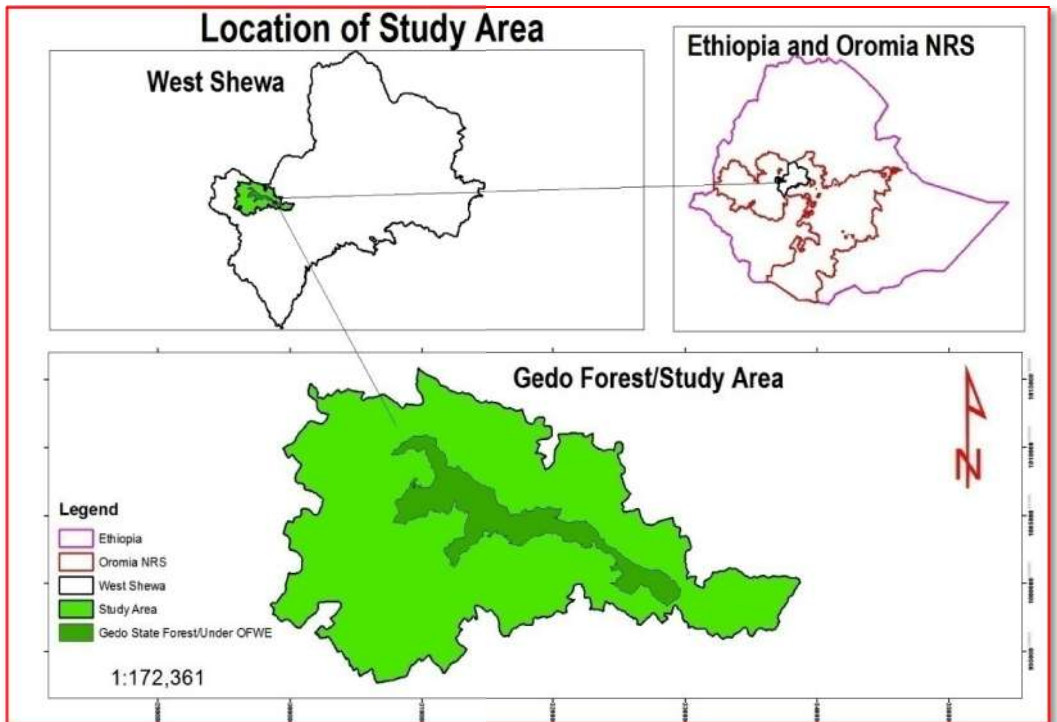 Location of Study Area
West Shewa
Ethiopia and Oromia NRS
Gedo Forest/Study Area
N
Legend
Ethiopia
Oromia NRS
West Shewa
Study Area
Gedo State Forest/Under OFWE
1:172,361